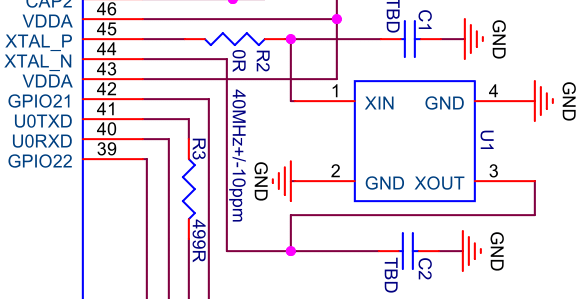 CAP2
VDDA 46
XTAL_P 45
XTAL_N 44
VDDA 43
GPIO21 42
U0TXD 41
U0RXD 40
GPIO22 39
0R
R2
TBD
C1
GND
1 XIN GND 4
GND
U1
GND
2 GND XOUT 3
40MHz+/-10ppm
R3
499R
TBD
C2
GND